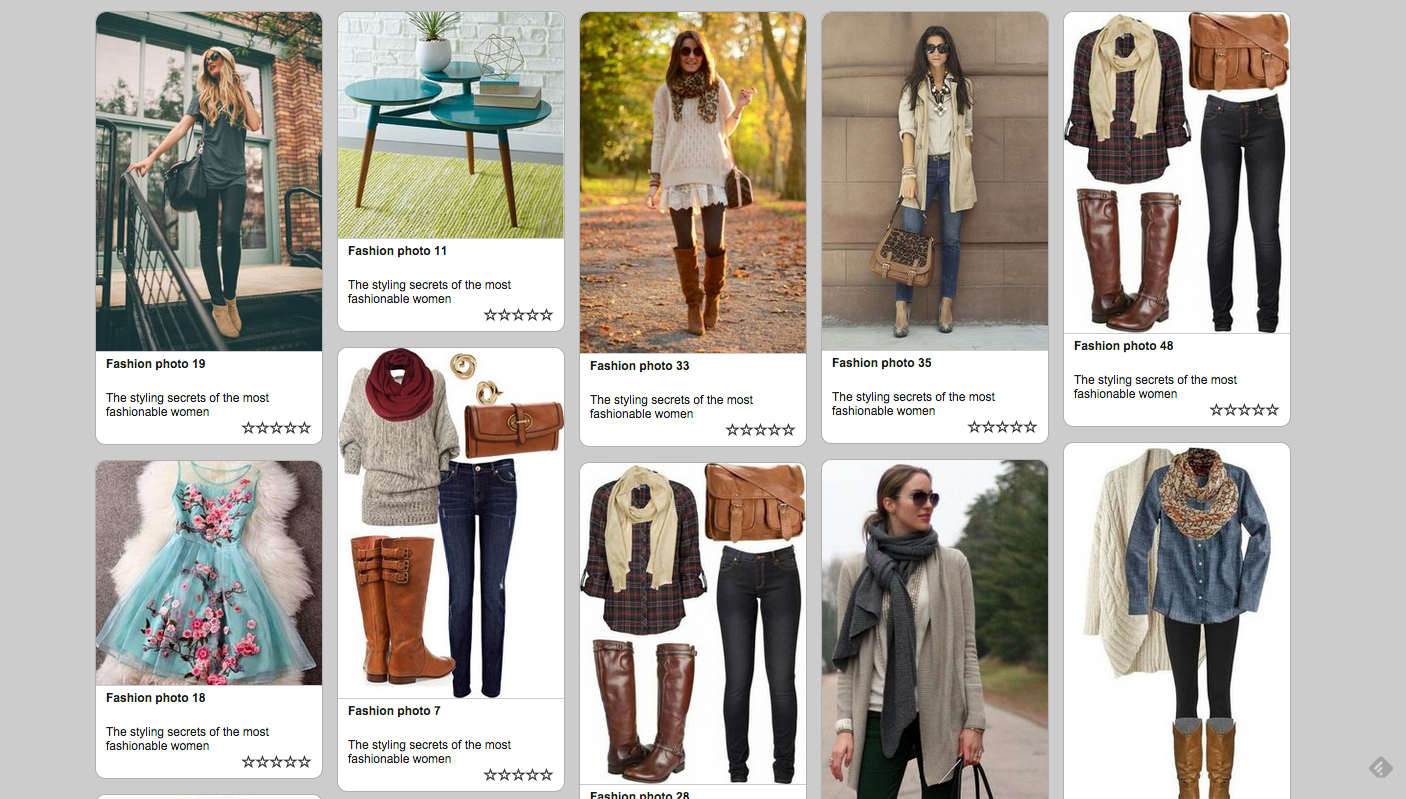 Fashion photo 19
The styling secrets of the most
fashionable women
☆☆☆☆☆
Fashion photo 18
The styling secrets of the most
fashionable women
☆☆☆☆☆
Fashion photo 11
The styling secrets of the most
fashionable women
☆☆☆☆☆
Fashion photo 7
The styling secrets of the most
fashionable women
☆☆☆☆☆
Fashion photo 33
The styling secrets of the most
fashionable women
☆☆☆☆☆
Fashion photo 28
Fashion photo 35
The styling secrets of the most
fashionable women
☆☆☆☆☆
Fashion photo 48
The styling secrets of the most
fashionable women
☆☆☆☆☆